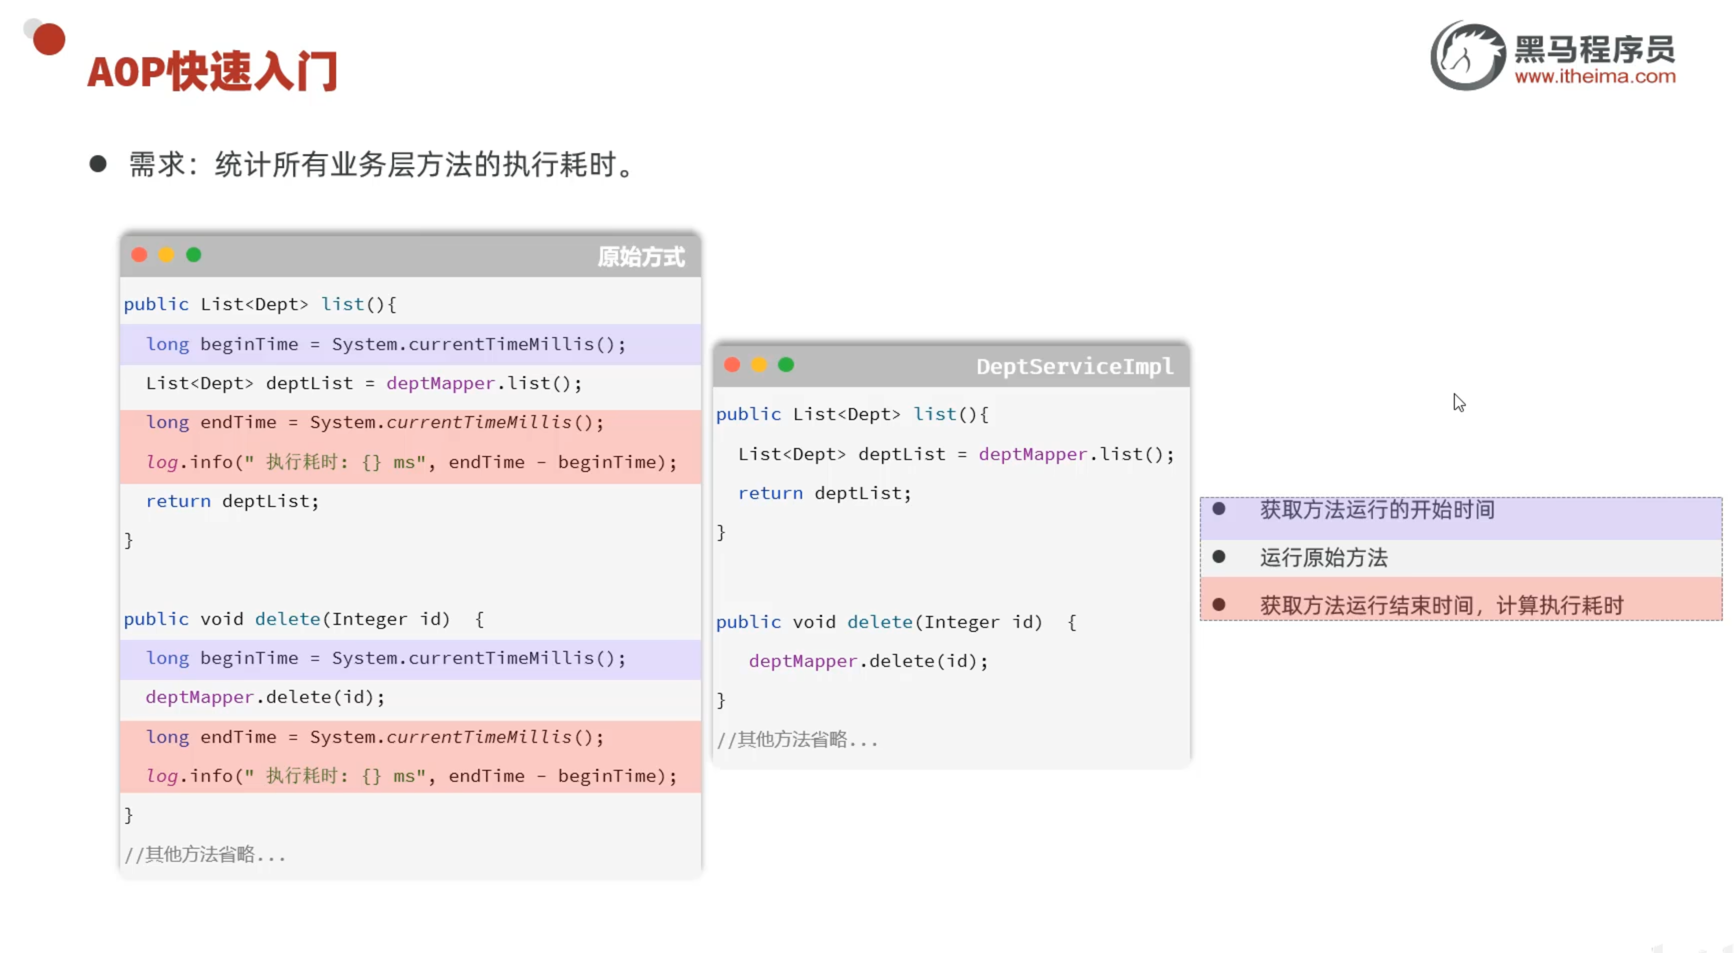 AOP快速入门
黑马程序员
www.itheima.com
● 需求：统计所有业务层方法的执行耗时。
原始方式
public List<Dept> list(){
long beginTime = System.currentTimeMillis();
List<Dept> deptList = deptMapper.list();
long endTime = System.currentTimeMillis();
log.info(" 执行耗时: {} ms", endTime - beginTime);
return deptList;
}
public void delete(Integer id) {
long beginTime = System.currentTimeMillis();
deptMapper.delete(id);
long endTime = System.currentTimeMillis();
log.info(" 执行耗时: {} ms", endTime - beginTime);
}
//其他方法省略...
DeptServiceImpl
public List<Dept> list(){
List<Dept> deptList = deptMapper.list();
return deptList;
}
public void delete(Integer id) {
deptMapper.delete(id);
}
//其他方法省略...
● 获取方法运行的开始时间
● 运行原始方法
● 获取方法运行结束时间，计算执行耗时